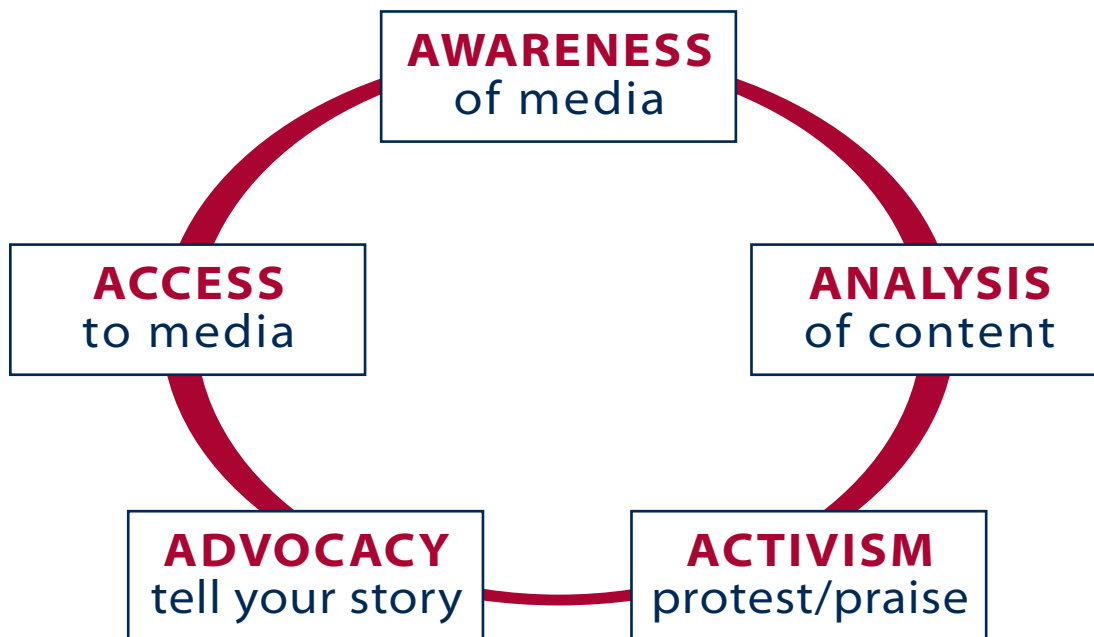 AWARENESS
of media
ANALYSIS
of content
ACTIVISM
protest/praise
ADVOCACY
tell your story
ACCESS
to media